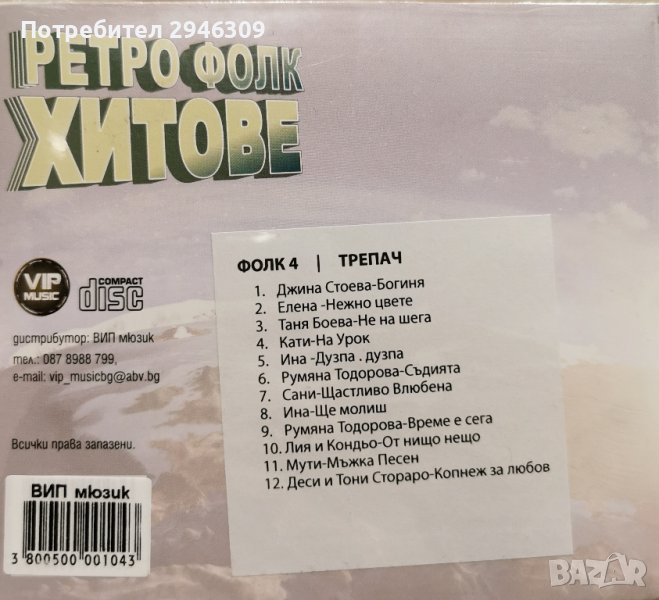 Потребител 2946309
РЕТРО ФОЛК
ХИТОВЕ
VIP
MUSIC
COMPACT
disc
дистрибутор: ВИП мюзик
тел.: 087 8988 799,
e-mail: vip_musicbg@abv.bg
Всички права запазени.
ВИП мюзик
3 800500 001043
ФОЛК 4 | ТРЕПАЧ
1. Джина Стоева-Богиня
2. Елена -Нежно цвете
3. Таня Боева-Не на шега
4. Кати-На Урок
5. Ина -Дузпа . дузпа
6. Румяна Тодорова-Съдията
7. Сани-Щастливо Влюбена
8. Ина-Ще молиш
9. Румяна Тодорова-Време е сега
10. Лия и Кондьо-От нищо нещо
11. Мути-Мъжка Песен
12. Деси и Тони Стораро-Копнеж за любов
BAZAR